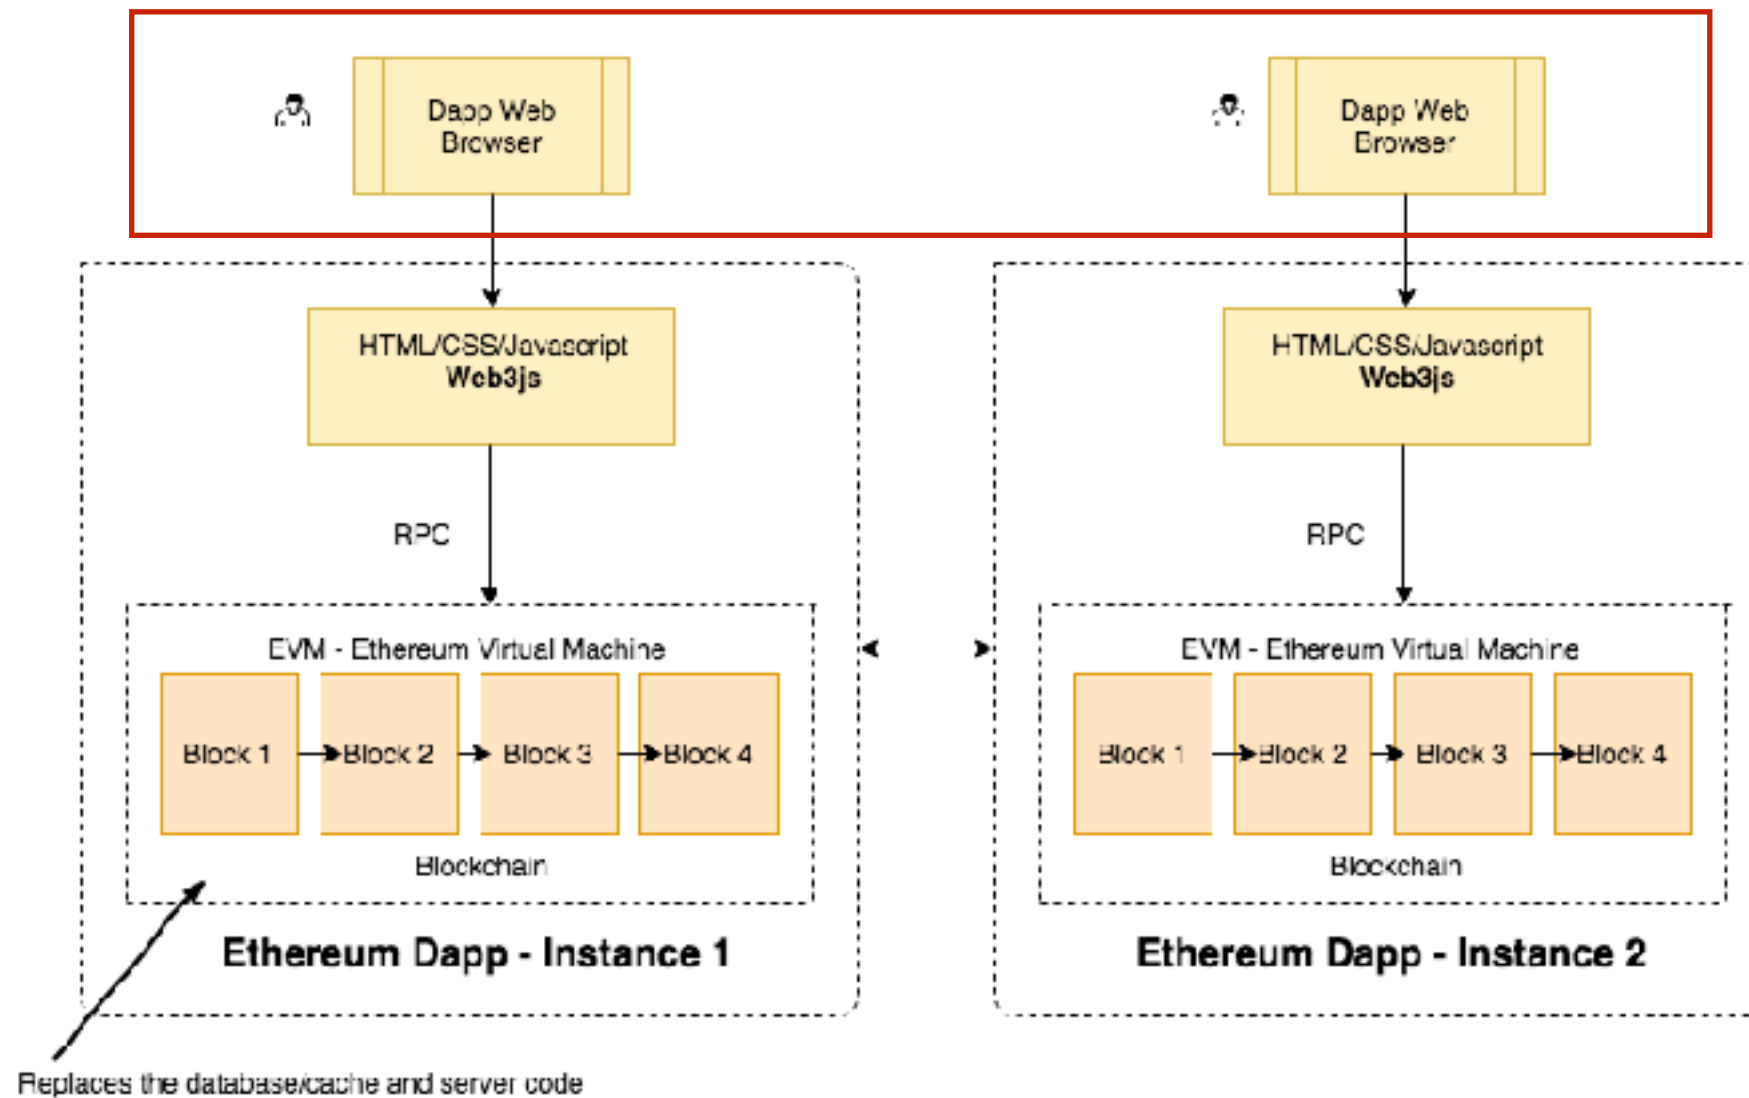 Dapp Web
Browser
Dapp Web
Browser
HTML/CSS/Javascript
Web3js
HTML/CSS/Javascript
Web3js
RPC
RPC
EVM - Ethereum Virtual Machine
EVM - Ethereum Virtual Machine
Block 1
Block 2
Block 3
Block 4
Block 1
Block 2
Block 3
Block 4
Blockchain
Blockchain
Ethereum Dapp - Instance 1
Ethereum Dapp - Instance 2
Replaces the database/cache and server code